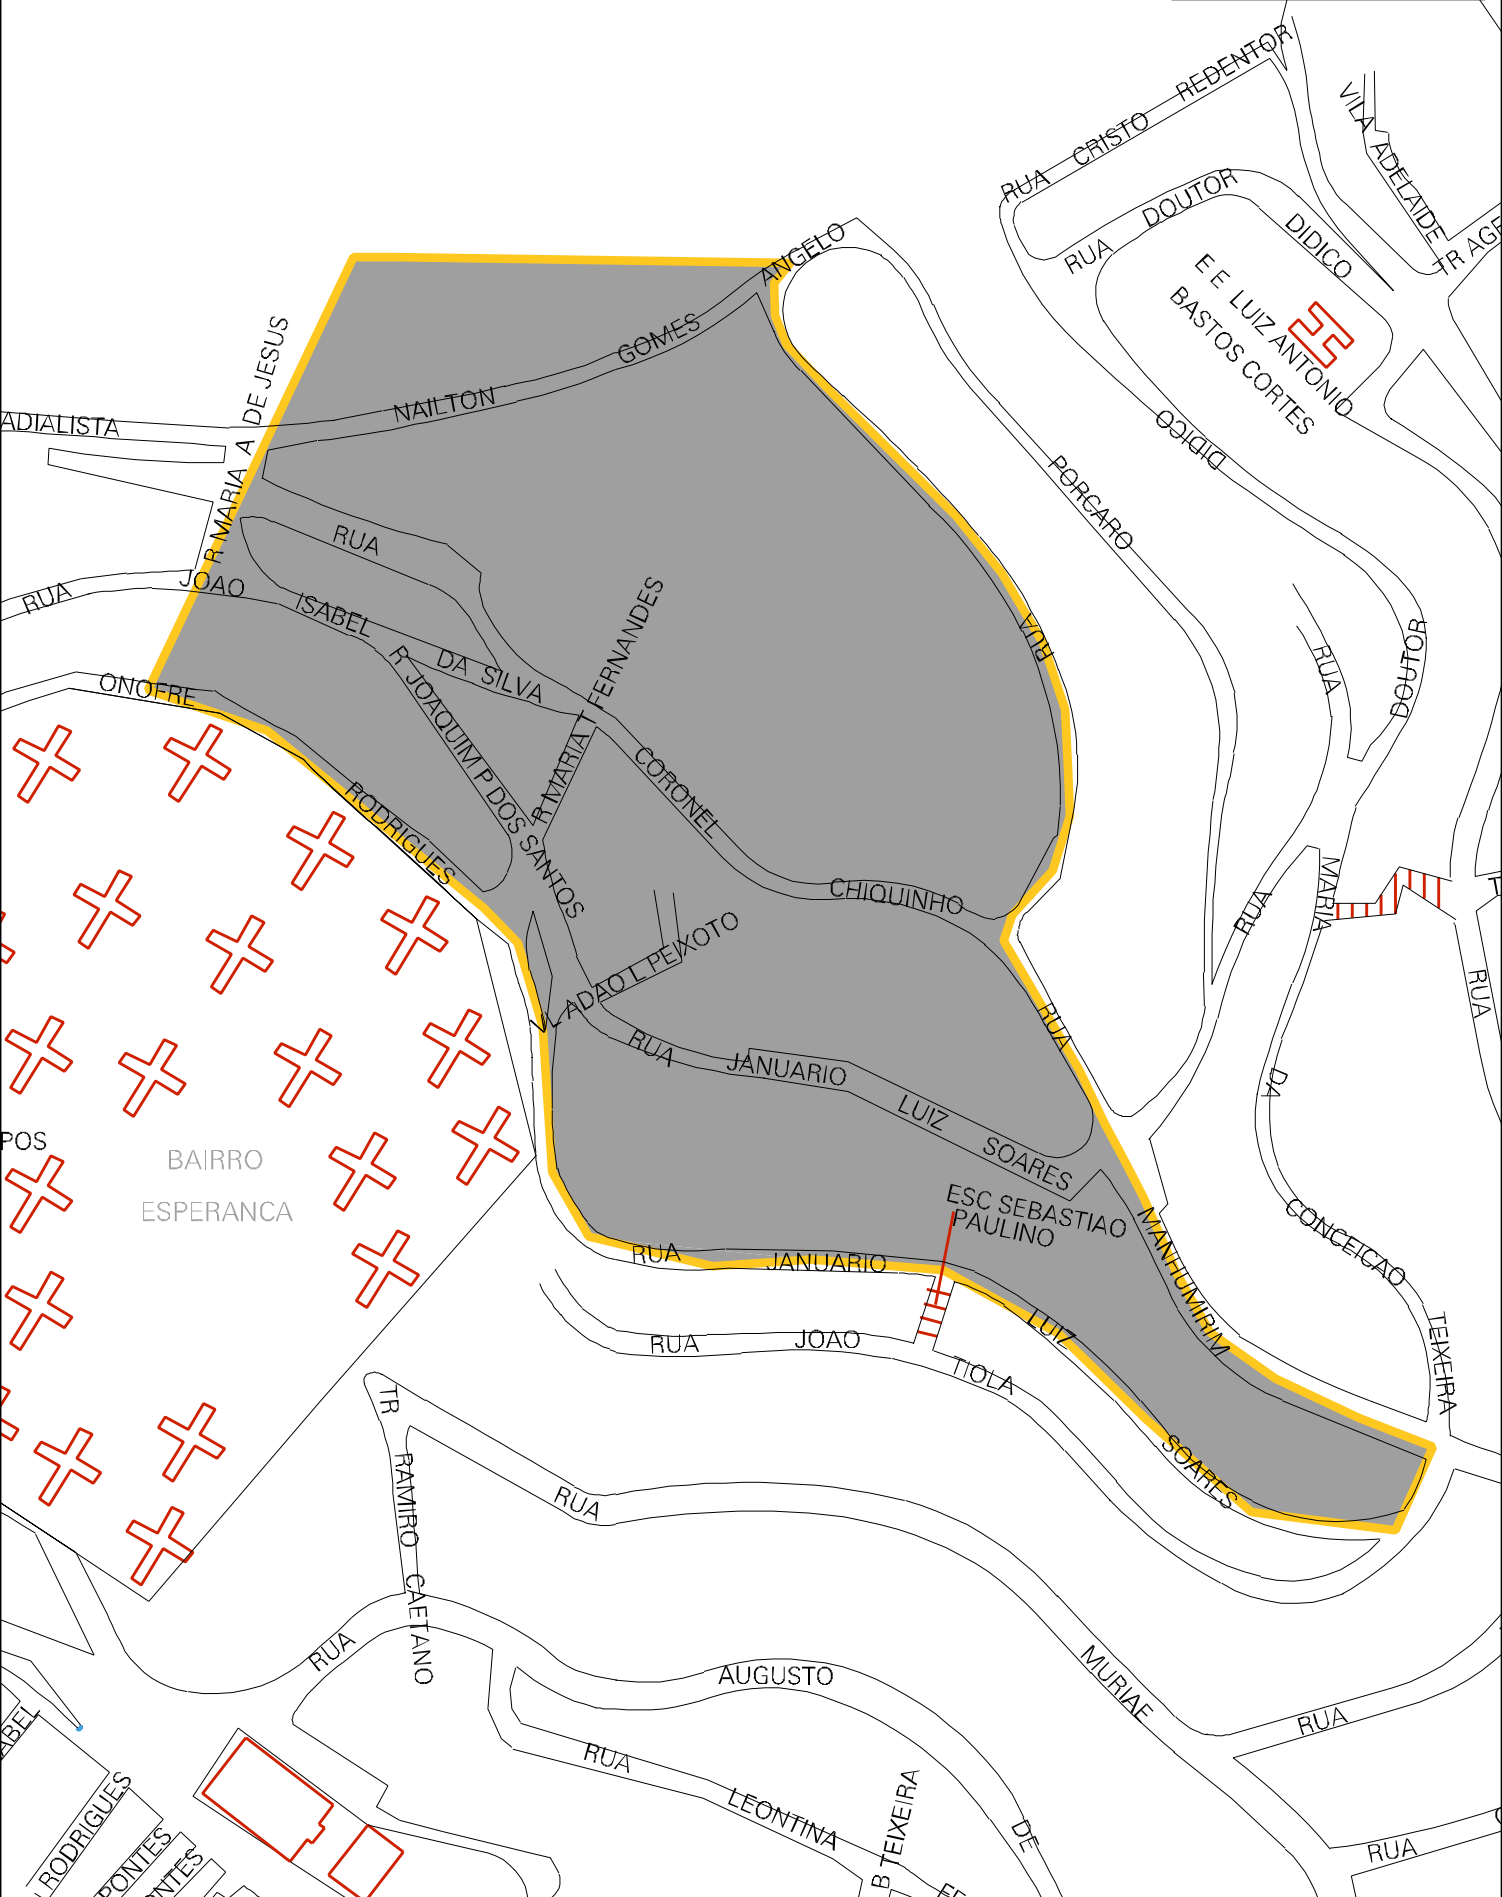 RUA CRISTO REDENTOR
VILA ADELAIDE
RUA DOUTOR DIDICO
E E LUIZ ANTONIO
BASTOS CORTES
DIDICO
DOUTOR
ANGELO
PORCARO
RUA
NAILTON GOMES
ADIALISTA
R MARIA A DE JESUS
RUA JOAO
RUA
ISABEL DA SILVA
R JOAQUIM P DOS SANTOS
R MARIA T FERNANDES
CORONEL CHIQUINHO
ONOFRE RODRIGUES
ADAO L PEIXOTO
RUA JANUARIO LUIZ SOARES
RUA MANHUMIRIM
ESC SEBASTIAO
PAULINO
RUA JANUARIO LUIZ SOARES
RUA
RUA
MARIA DA CONCEICAO TEIXEIRA
RUA
POS
BAIRRO
ESPERANCA
RUA JOAO TIOLA
TR RAMIRO CAETANO
RUA MURIAE
RUA
RUA AUGUSTO DE
RUA LEONTINA
B TEIXEIRA
RUA
ABEL
RODRIGUES
PONTES
ONTES